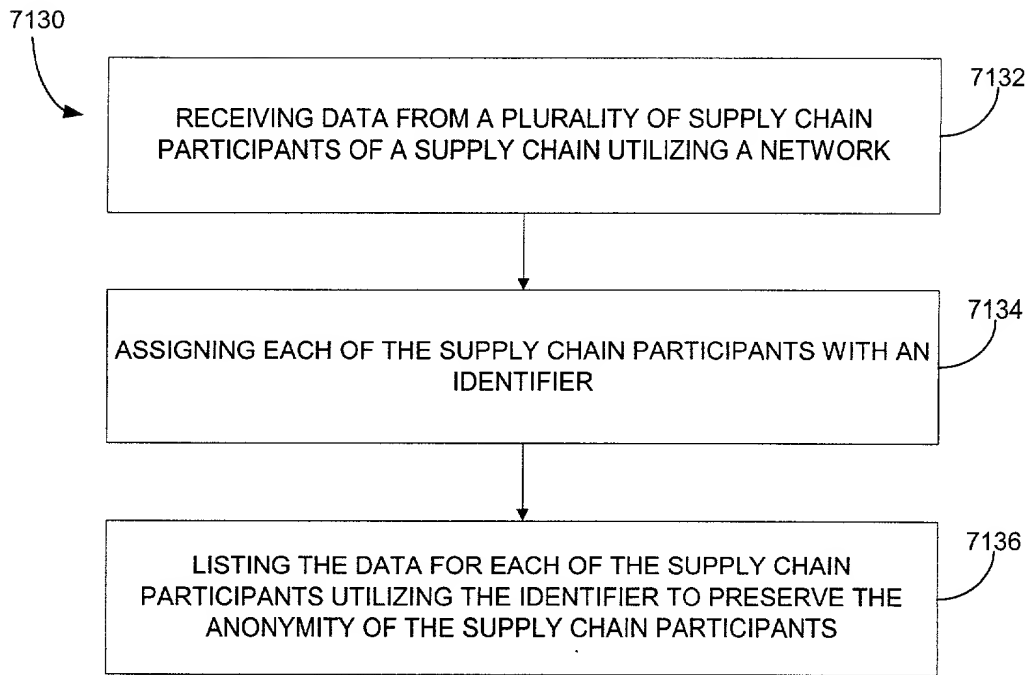 7130
7132
RECEIVING DATA FROM A PLURALITY OF SUPPLY CHAIN
PARTICIPANTS OF A SUPPLY CHAIN UTILIZING A NETWORK
7134
ASSIGNING EACH OF THE SUPPLY CHAIN PARTICIPANTS WITH AN
IDENTIFIER
7136
LISTING THE DATA FOR EACH OF THE SUPPLY CHAIN
PARTICIPANTS UTILIZING THE IDENTIFIER TO PRESERVE THE
ANONYMITY OF THE SUPPLY CHAIN PARTICIPANTS